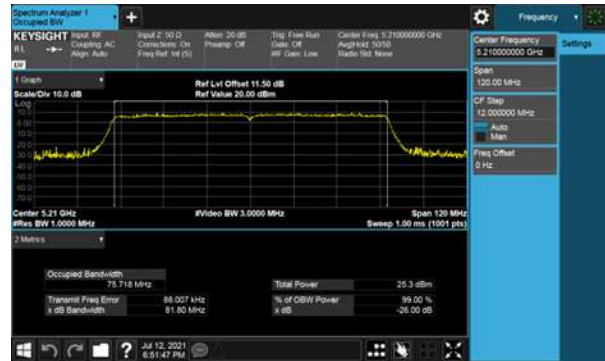 Spectrum Analyzer 1
Occupied BW
Frequency
KEYSIGHT
Input: RF
Coupling: AC
Align: Auto
Input Z: 50 Ω
Corrections: On
Freq Ref: Int (S)
Atten: 20 dB
Preamp: Off
Trig: Free Run
Gate: Off
#IF Gain: Low
Center Freq: 5.210000000 GHz
Avg|Hold: 50/50
Radio Std: None
Center Frequency
5.210000000 GHz
Settings
Span
120.00 MHz
CF Step
12.000000 MHz
Auto
Man
Freq Offset
0 Hz
1 Graph
Scale/Div 10.0 dB
Ref Lvl Offset 11.50 dB
Ref Value 20.00 dBm
Log
10.0
0.00
Center 5.21 GHz
#Res BW 1.0000 MHz
#Video BW 3.0000 MHz
Span 120 MHz
Sweep 1.00 ms (1001 pts)
2 Metrics
Occupied Bandwidth
75.718 MHz
Total Power
25.3 dBm
Transmit Freq Error
88.007 kHz
% of OBW Power
99.00 %
x dB Bandwidth
81.80 MHz
x dB
-26.00 dB
Jul 12, 2021
6:51:47 PM